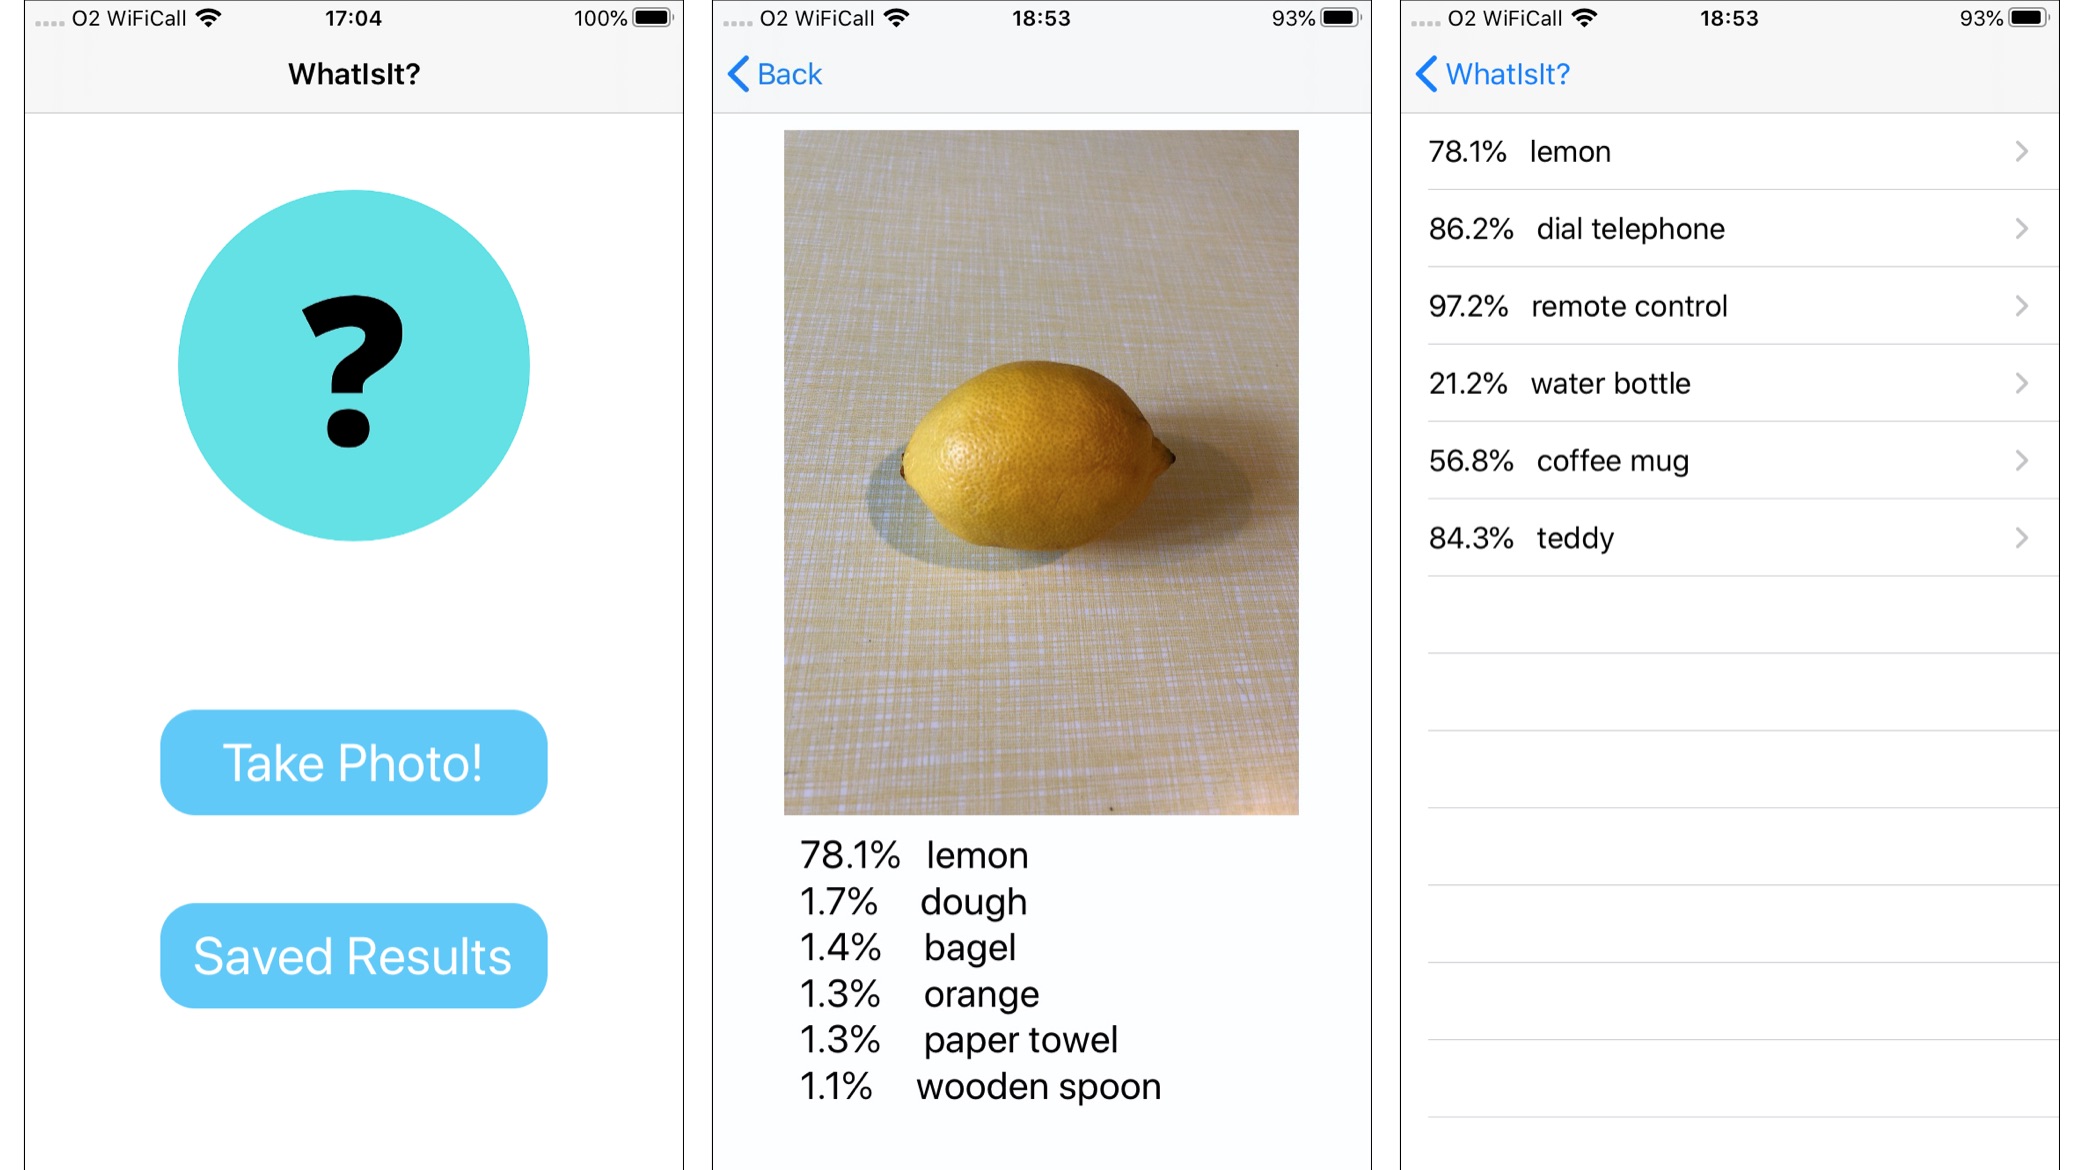 O2 WiFiCall 17:04 100%
WhatIsIt?
?
Take Photo!
Saved Results
O2 WiFiCall 18:53 93%
Back
78.1% lemon
1.7% dough
1.4% bagel
1.3% orange
1.3% paper towel
1.1% wooden spoon
O2 WiFiCall 18:53 93%
WhatIsIt?
78.1% lemon
86.2% dial telephone
97.2% remote control
21.2% water bottle
56.8% coffee mug
84.3% teddy